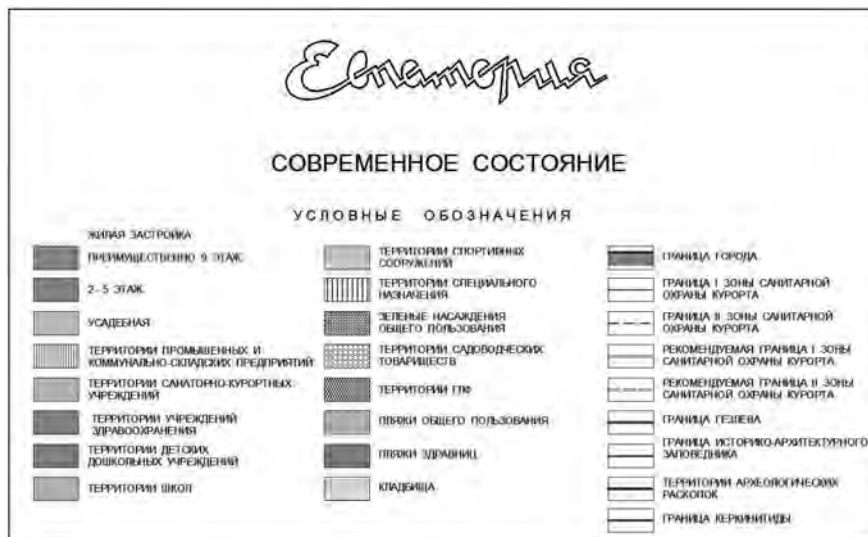 Евпатория
СОВРЕМЕННОЕ СОСТОЯНИЕ
УСЛОВНЫЕ ОБОЗНАЧЕНИЯ
ЖИЛАЯ ЗАСТРОЙКА
ПРЕИМУЩЕСТВЕННО 9 ЭТАЖ.
2-5 ЭТАЖ.
УСАДЕБНАЯ
ТЕРРИТОРИИ ПРОМЫШЛЕННЫХ И
КОММУНАЛЬНО-СКЛАДСКИХ ПРЕДПРИЯТИЙ
ТЕРРИТОРИИ САНАТОРНО-КУРОРТНЫХ
УЧРЕЖДЕНИЙ
ТЕРРИТОРИИ УЧРЕЖДЕНИЙ
ЗДРАВООХРАНЕНИЯ
ТЕРРИТОРИИ ДЕТСКИХ
ДОШКОЛЬНЫХ УЧРЕЖДЕНИЙ
ТЕРРИТОРИИ ШКОЛ
ТЕРРИТОРИИ СПОРТИВНЫХ
СООРУЖЕНИЙ
ТЕРРИТОРИИ СПЕЦИАЛЬНОГО
НАЗНАЧЕНИЯ
ЗЕЛЕНЫЕ НАСАЖДЕНИЯ
ОБЩЕГО ПОЛЬЗОВАНИЯ
ТЕРРИТОРИИ САДОВОДЧЕСКИХ
ТОВАРИЩЕСТВ
ТЕРРИТОРИИ ГЛФ
ПЛЯЖИ ОБЩЕГО ПОЛЬЗОВАНИЯ
ПЛЯЖИ ЗДРАВНИЦ
КЛАДБИЩА
ГРАНИЦА ГОРОДА
ГРАНИЦА I ЗОНЫ САНИТАРНОЙ
ОХРАНЫ КУРОРТА
ГРАНИЦА II ЗОНЫ САНИТАРНОЙ
ОХРАНЫ КУРОРТА
РЕКОМЕНДУЕМАЯ ГРАНИЦА I ЗОНЫ
САНИТАРНОЙ ОХРАНЫ КУРОРТА
РЕКОМЕНДУЕМАЯ ГРАНИЦА II ЗОНЫ
САНИТАРНОЙ ОХРАНЫ КУРОРТА
ГРАНИЦА ГЕЗЛЕВА
ГРАНИЦА ИСТОРИКО-АРХИТЕКТУРНОГО
ЗАПОВЕДНИКА
ТЕРРИТОРИИ АРХЕОЛОГИЧЕСКИХ
РАСКОПОК
ГРАНИЦА КЕРКИНИТИДЫ